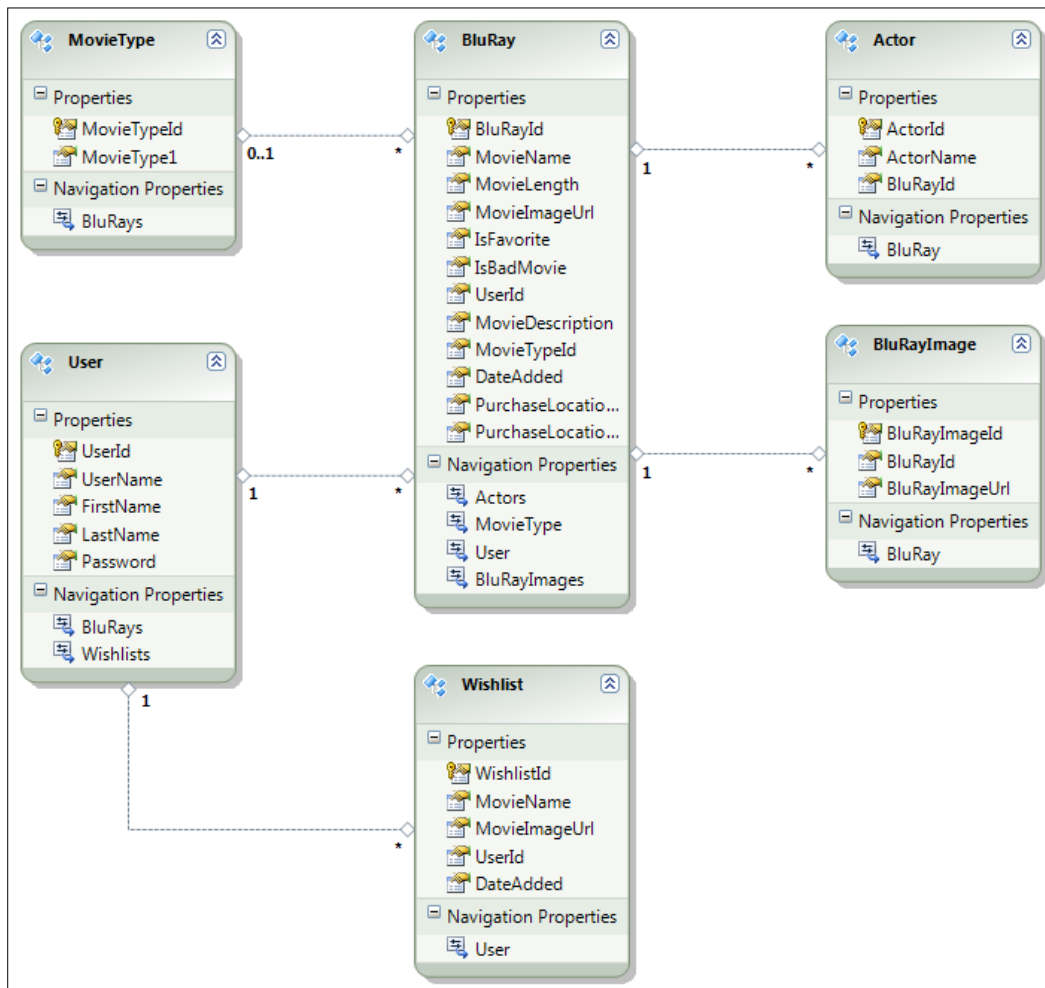 MovieType
Properties
MovieTypeId
MovieType1
Navigation Properties
BluRays
0..1
*
BluRay
Properties
BluRayId
MovieName
MovieLength
MovieImageUrl
IsFavorite
IsBadMovie
UserId
MovieDescription
MovieTypeId
DateAdded
PurchaseLocatio...
PurchaseLocatio...
Navigation Properties
Actors
MovieType
User
BluRayImages
1
*
Actor
Properties
ActorId
ActorName
BluRayId
Navigation Properties
BluRay
User
Properties
UserId
UserName
FirstName
LastName
Password
Navigation Properties
BluRays
Wishlists
1
*
1
*
BluRayImage
Properties
BluRayImageId
BluRayId
BluRayImageUrl
Navigation Properties
BluRay
1
*
Wishlist
Properties
WishlistId
MovieName
MovieImageUrl
UserId
DateAdded
Navigation Properties
User